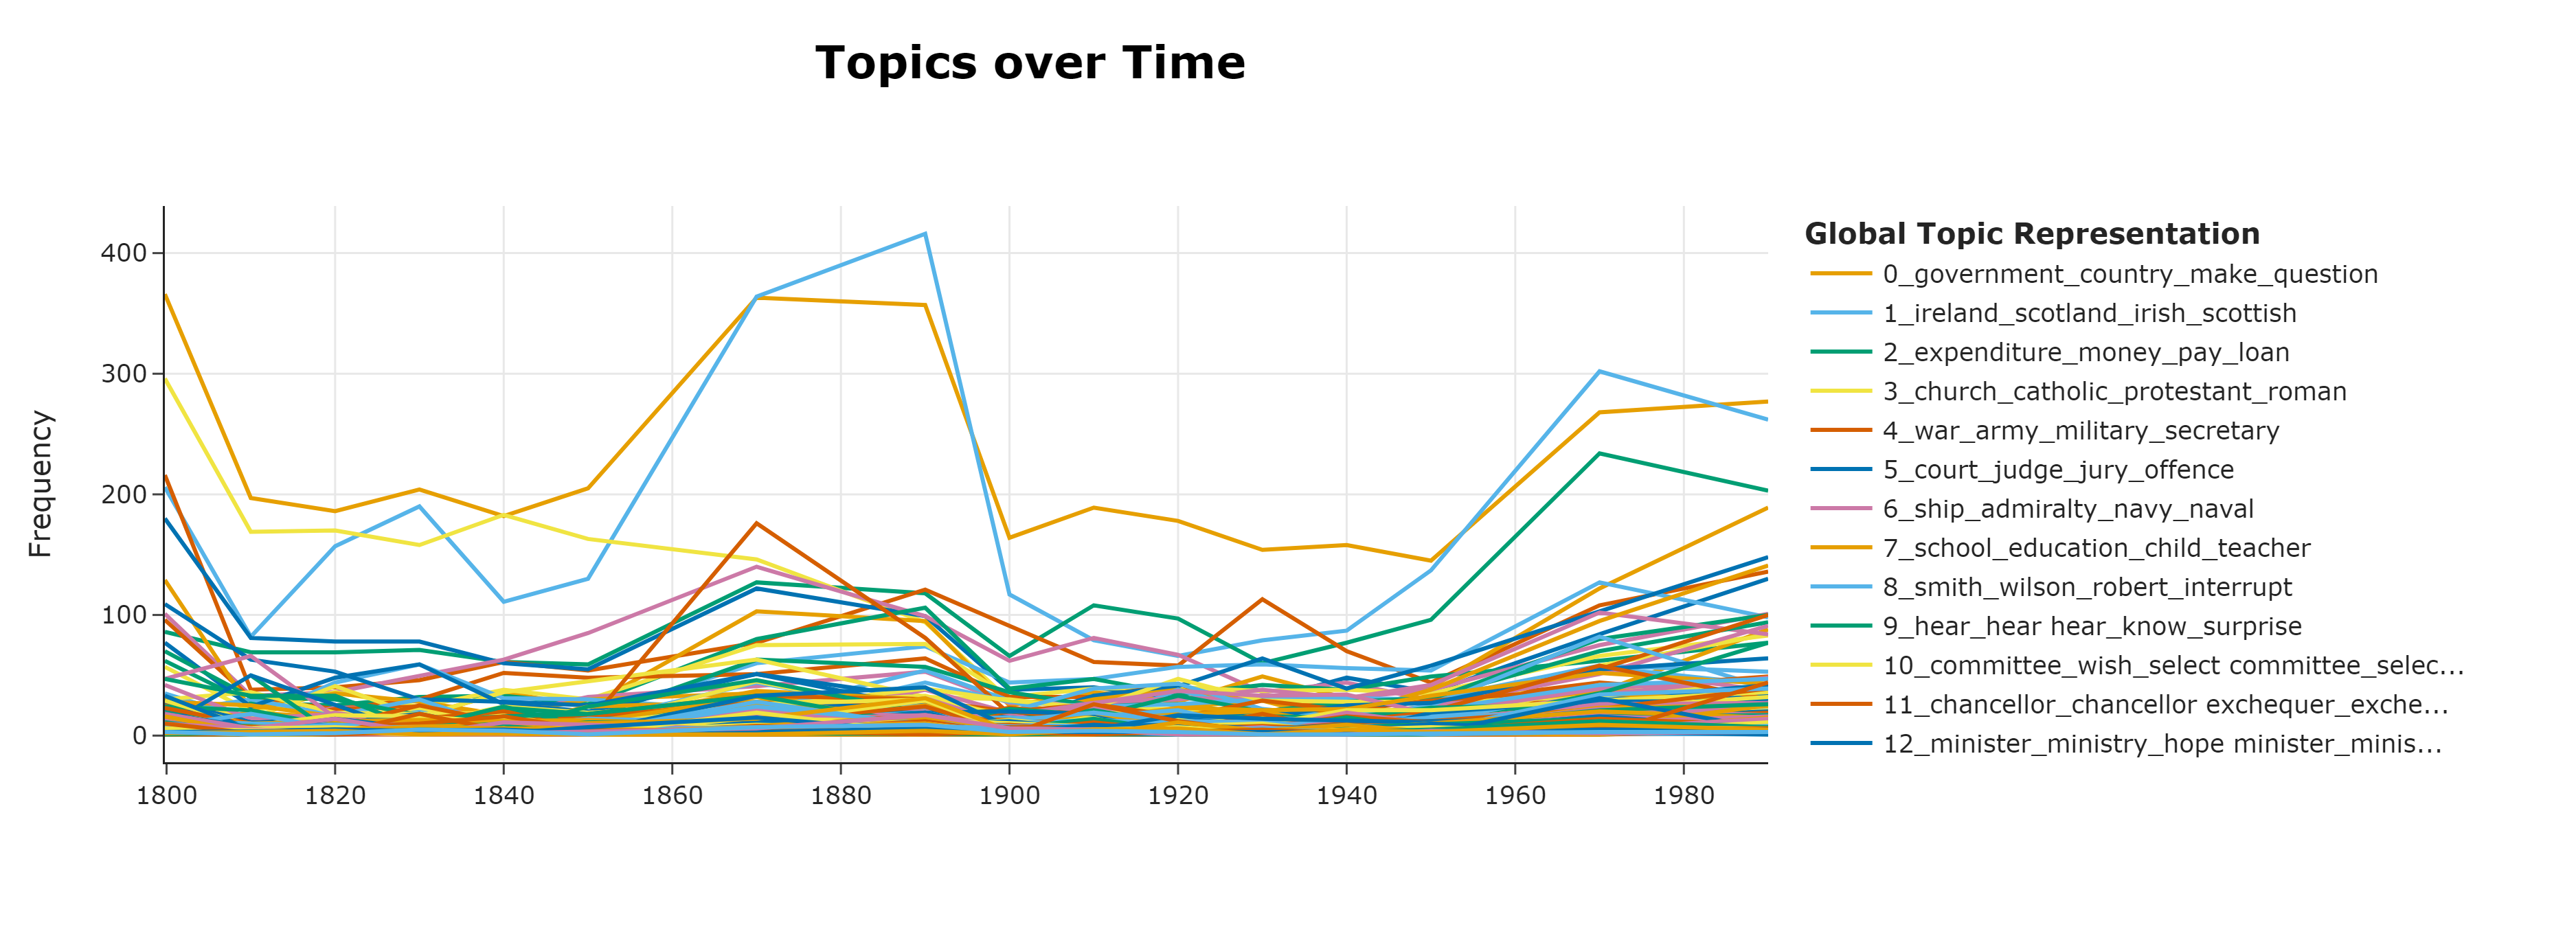 Topics over Time
Frequency
400
300
200
100
0
1800 1820 1840 1860 1880 1900 1920 1940 1960 1980
Global Topic Representation
0_government_country_make_question
1_ireland_scotland_irish_scottish
2_expenditure_money_pay_loan
3_church_catholic_protestant_roman
4_war_army_military_secretary
5_court_judge_jury_offence
6_ship_admiralty_navy_naval
7_school_education_child_teacher
8_smith_wilson_robert_interrupt
9_hear_hear hear_know_surprise
10_committee_wish_select committee_selec...
11_chancellor_chancellor exchequer_exche...
12_minister_ministry_hope minister_minis...